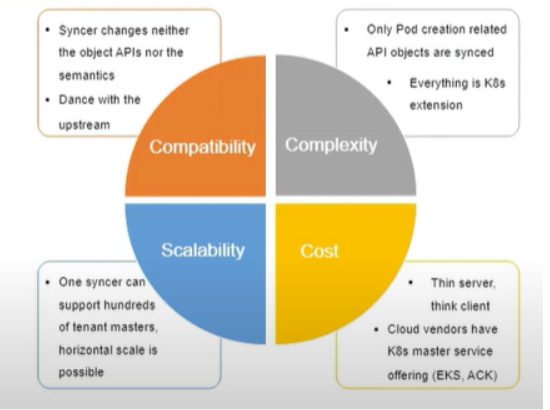 • Syncer changes neither
the object APIs nor the
semantics
• Dance with the
upstream
• Only Pod creation related
API objects are synced
• Everything is K8s
extension
Compatibility
Complexity
Scalability
Cost
• One syncer can
support hundreds
of tenant masters,
horizontal scale is
possible
• Thin server,
think client
• Cloud vendors have
K8s master service
offering (EKS, ACK)